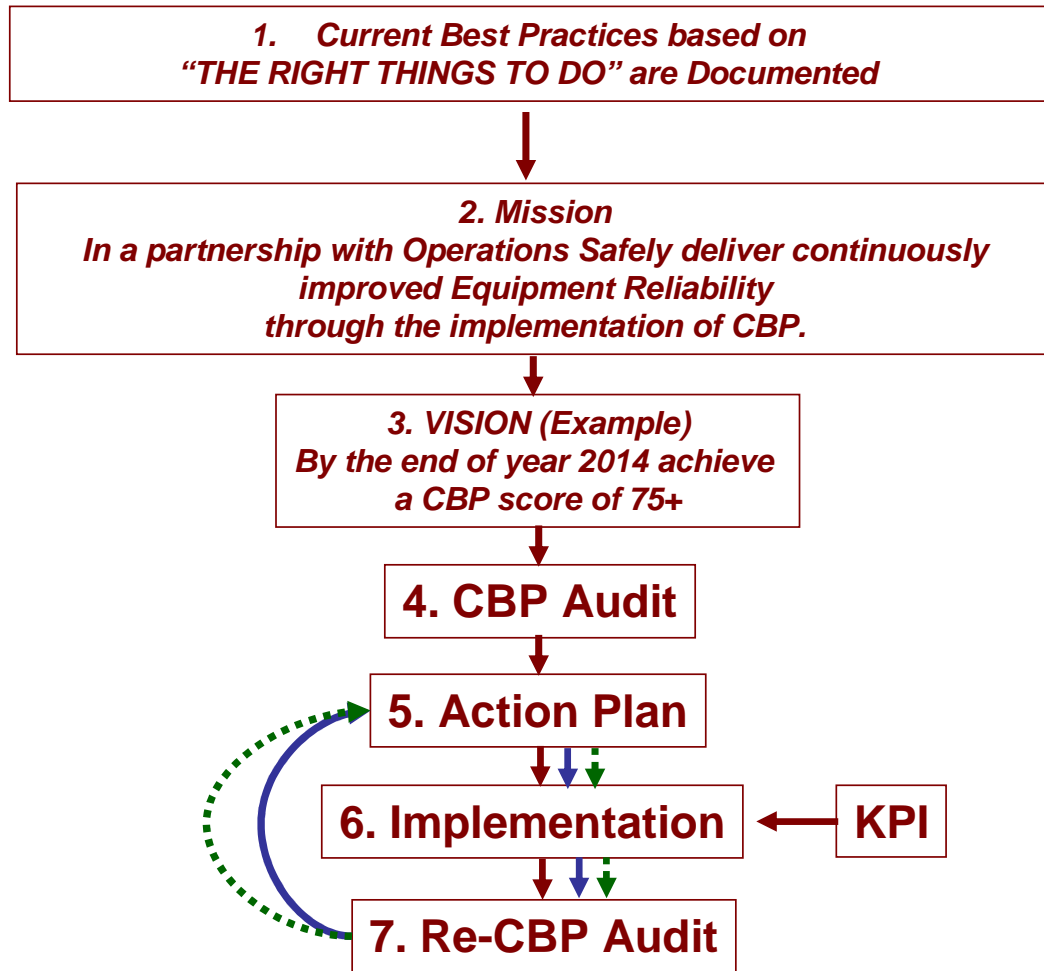 1. Current Best Practices based on
“THE RIGHT THINGS TO DO” are Documented
2. Mission
In a partnership with Operations Safely deliver continuously
improved Equipment Reliability
through the implementation of CBP.
3. VISION (Example)
By the end of year 2014 achieve
a CBP score of 75+
4. CBP Audit
5. Action Plan
6. Implementation
KPI
7. Re-CBP Audit